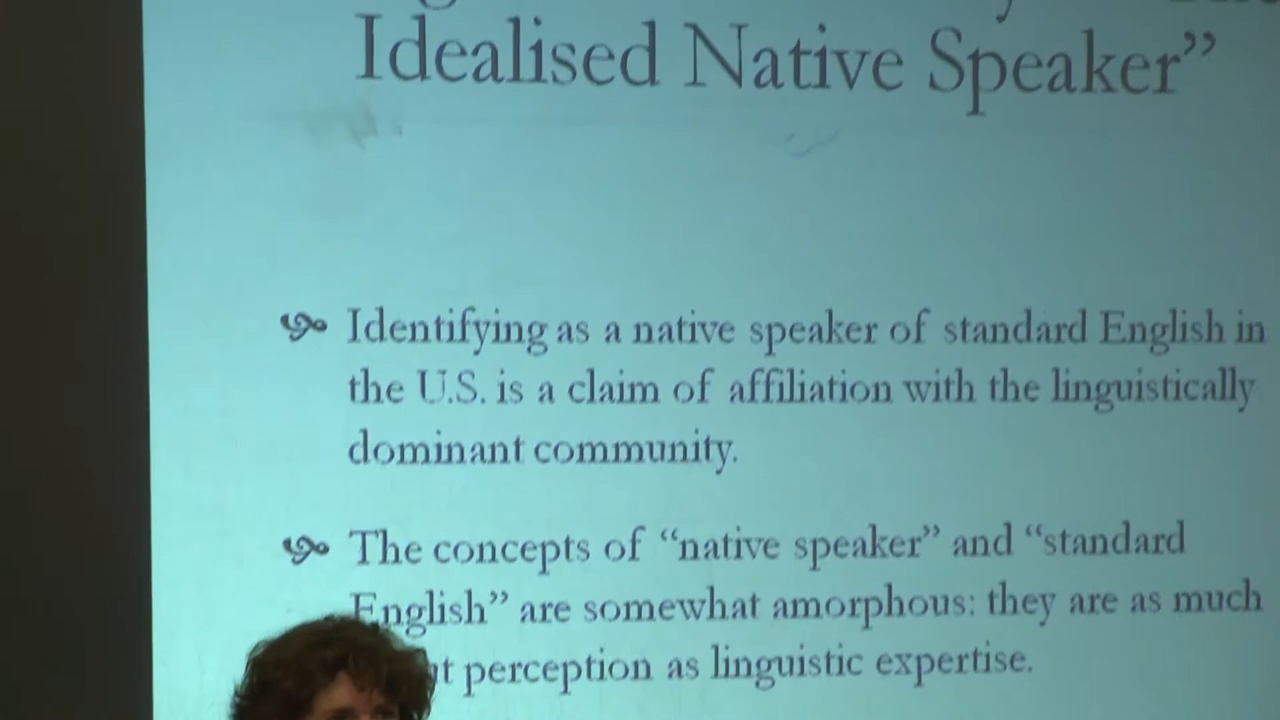 Idealised Native Speaker”
Identifying as a native speaker of standard English in
the U.S. is a claim of affiliation with the linguistically
dominant community.
The concepts of “native speaker” and “standard
English” are somewhat amorphous: they are as much
perception as linguistic expertise.